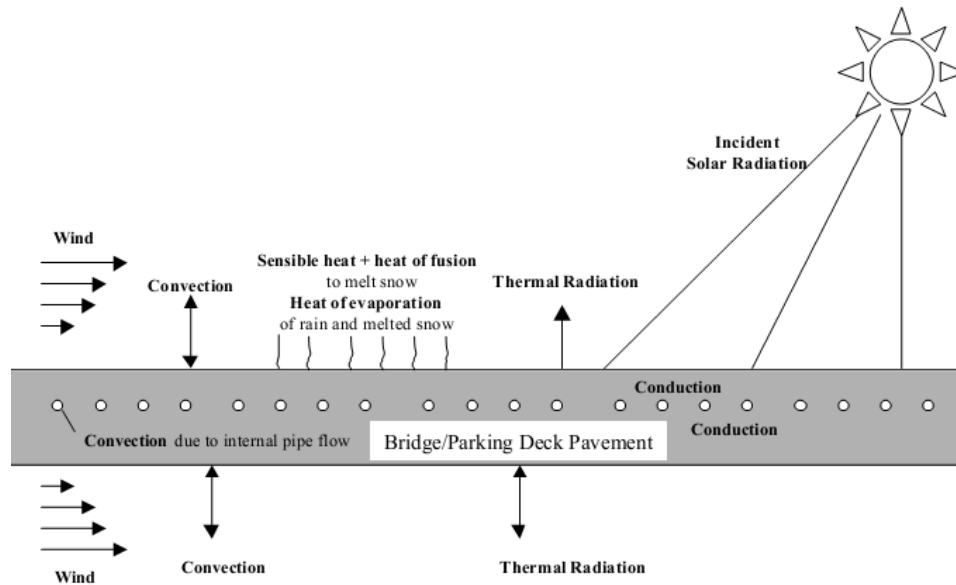 Incident
Solar Radiation
Wind
Sensible heat + heat of fusion
to melt snow
Heat of evaporation
of rain and melted snow
Convection
Thermal Radiation
Conduction
Convection due to internal pipe flow
Bridge/Parking Deck Pavement
Conduction
Wind
Convection
Thermal Radiation